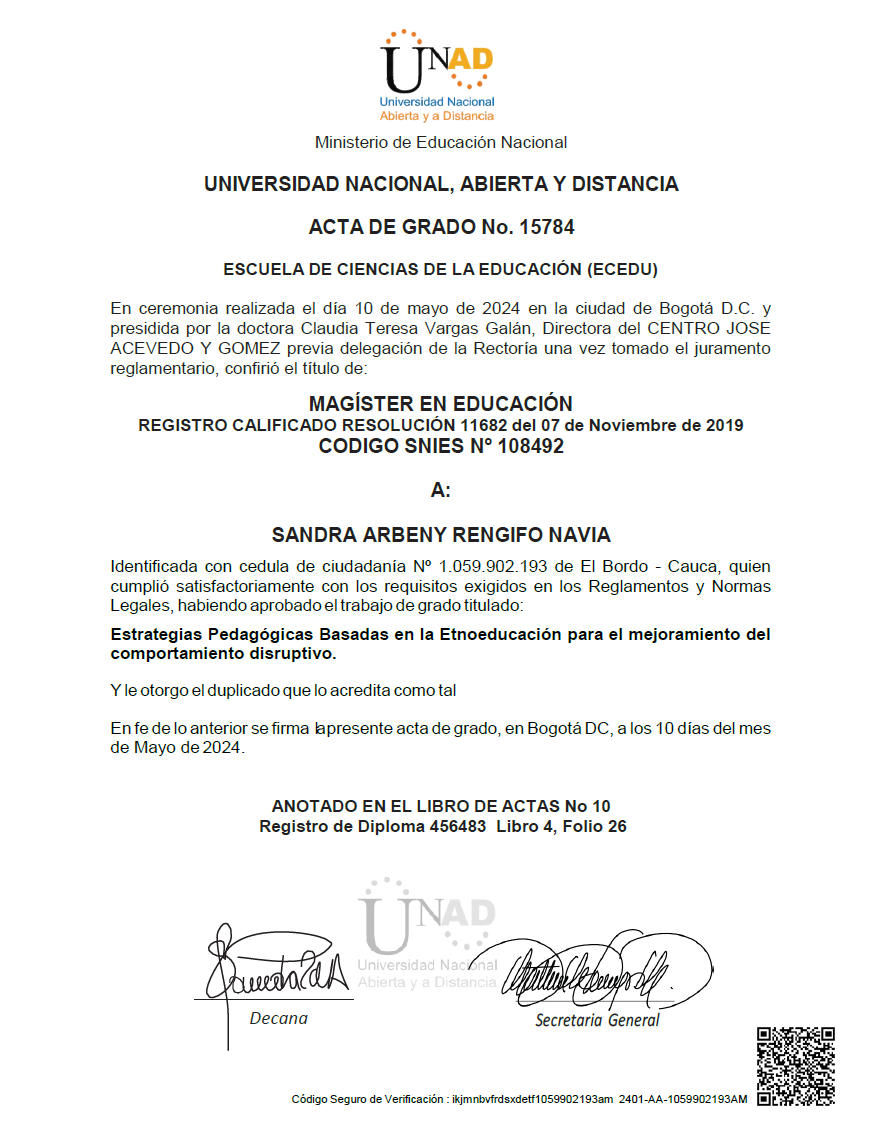 UNAD
Universidad Nacional
Abierta y a Distancia
Ministerio de Educación Nacional
UNIVERSIDAD NACIONAL, ABIERTA Y DISTANCIA
ACTA DE GRADO No. 15784
ESCUELA DE CIENCIAS DE LA EDUCACIÓN (ECEDU)
En ceremonia realizada el día 10 de mayo de 2024 en la ciudad de Bogotá D.C. y
presidida por la doctora Claudia Teresa Vargas Galán, Directora del CENTRO JOSE
ACEVEDO Y GOMEZ previa delegación de la Rectoría una vez tomado el juramento
reglamentario, confirió el título de:
MAGÍSTER EN EDUCACIÓN
REGISTRO CALIFICADO RESOLUCIÓN 11682 del 07 de Noviembre de 2019
CODIGO SNIES Nº 108492
A:
SANDRA ARBENY RENGIFO NAVIA
Identificada con cedula de ciudadanía Nº 1.059.902.193 de El Bordo - Cauca, quien
cumplió satisfactoriamente con los requisitos exigidos en los Reglamentos y Normas
Legales, habiendo aprobado el trabajo de grado titulado:
Estrategias Pedagógicas Basadas en la Etnoeducación para el mejoramiento del
comportamiento disruptivo.
Y le otorgo el duplicado que lo acredita como tal
En fe de lo anterior se firma la presente acta de grado, en Bogotá DC, a los 10 días del mes
de Mayo de 2024.
ANOTADO EN EL LIBRO DE ACTAS No 10
Registro de Diploma 456483 Libro 4, Folio 26
UNAD
Universidad Nacional
Abierta y a Distancia
Decana
Secretaria General
Código Seguro de Verificación : ikjmnbvfrdsxdetf1059902193am 2401-AA-1059902193AM